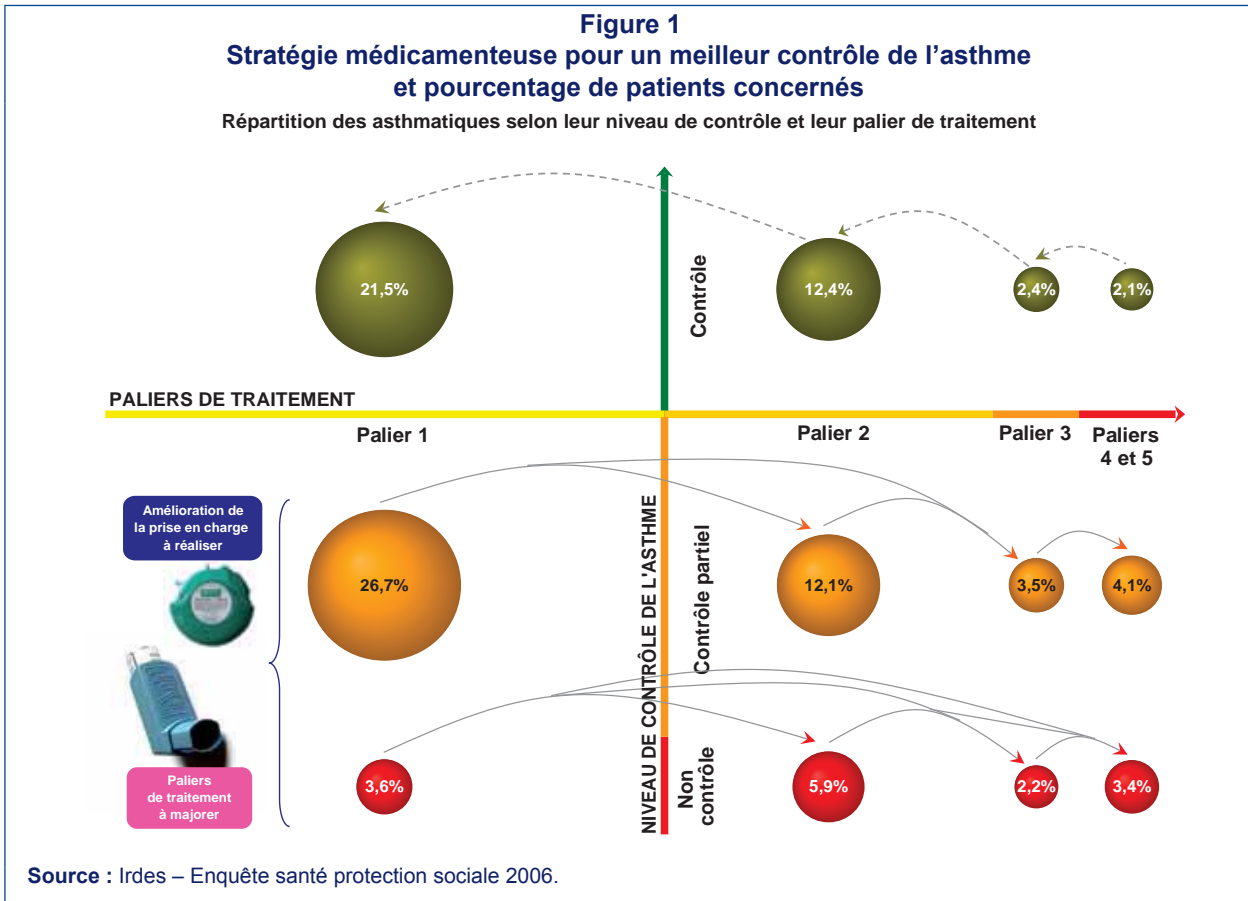 Figure 1
Stratégie médicamenteuse pour un meilleur contrôle de l'asthme
et pourcentage de patients concernés
Répartition des asthmatiques selon leur niveau de contrôle et leur palier de traitement
Contrôle
21,5%
12,4%
2,4%
2,1%
PALIERS DE TRAITEMENT
Palier 1
Palier 2
Palier 3
Paliers
4 et 5
NIVEAU DE CONTRÔLE DE L'ASTHME
Amélioration de
la prise en charge
à réaliser
Contrôle partiel
26,7%
12,1%
3,5%
4,1%
Paliers
de traitement
à majorer
Non
contrôle
3,6%
5,9%
2,2%
3,4%
Source : Irdes – Enquête santé protection sociale 2006.